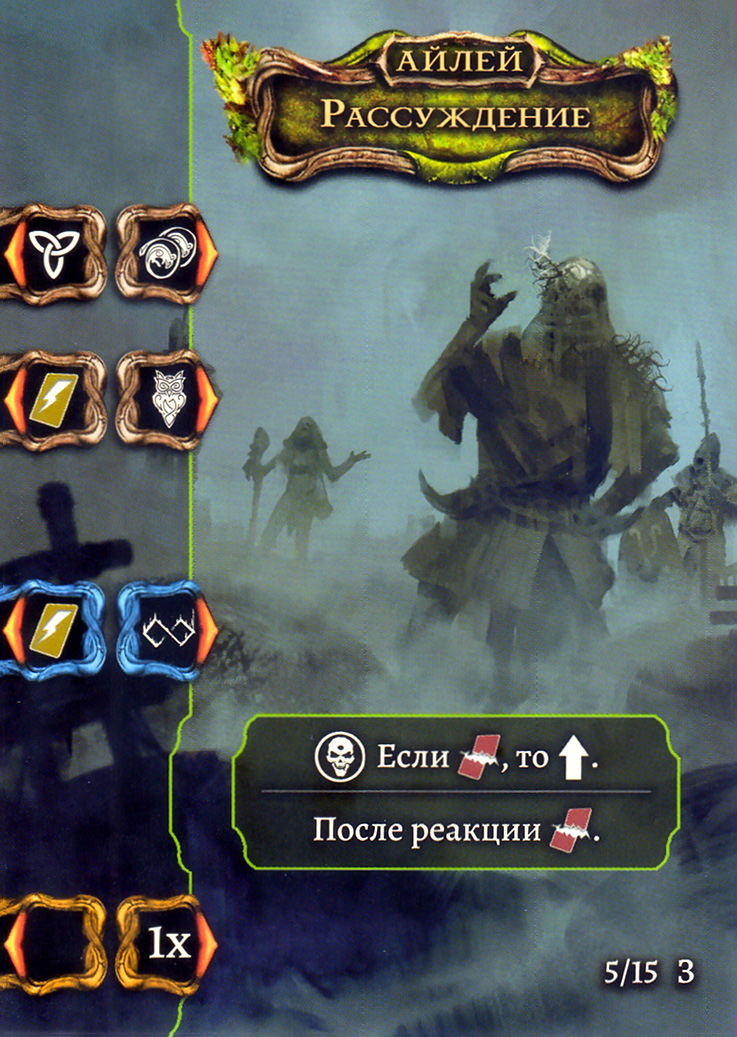 АЙЛЕЙ
РАССУЖДЕНИЕ
Если , то .
После реакции .
1x
5/15 3